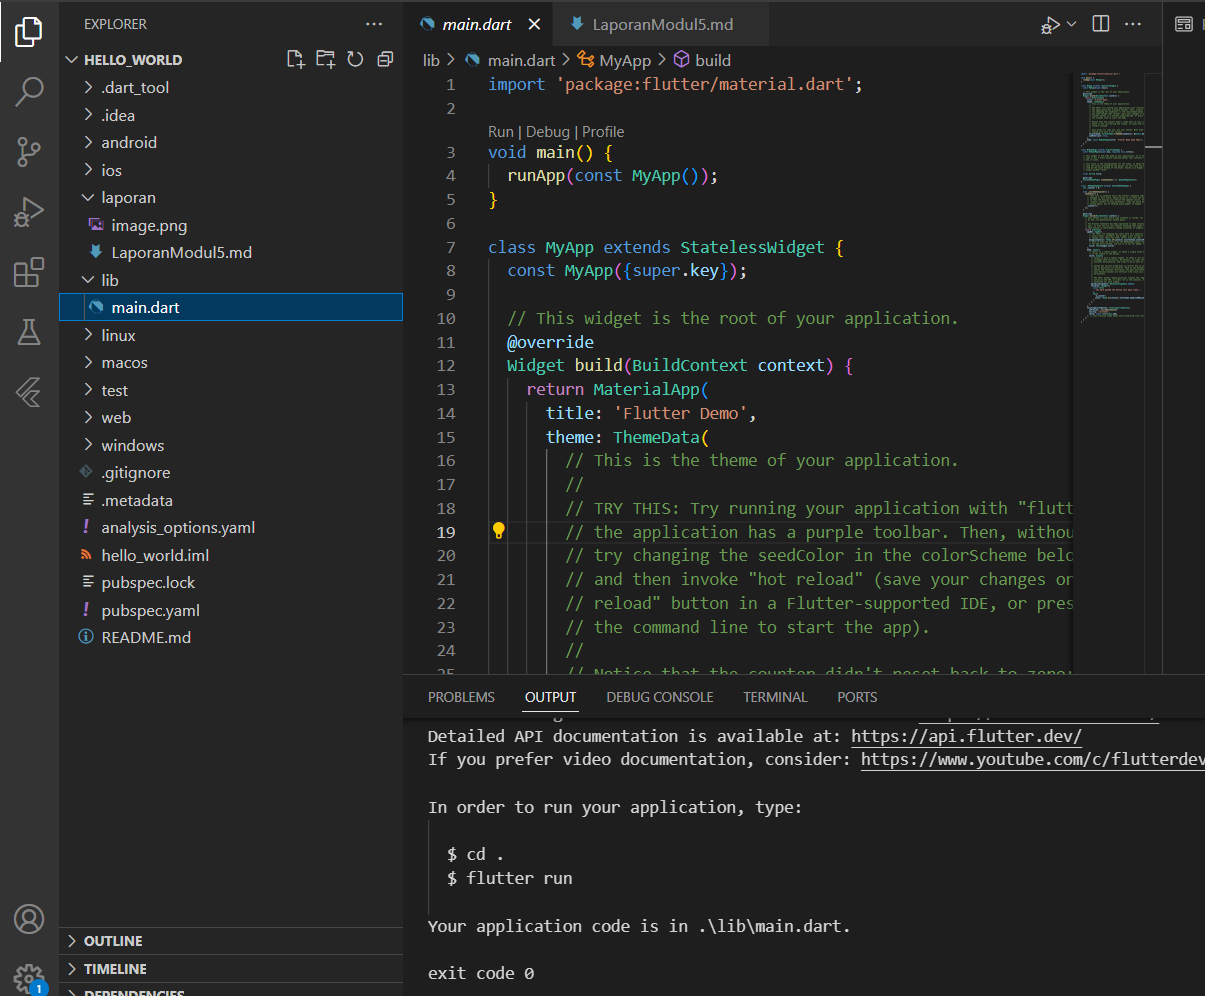 EXPLORER
HELLO_WORLD
.dart_tool
.idea
android
ios
laporan
image.png
LaporanModul5.md
lib
main.dart
linux
macos
test
web
windows
.gitignore
.metadata
! analysis_options.yaml
hello_world.iml
pubspec.lock
! pubspec.yaml
README.md
OUTLINE
TIMELINE
DEPENDENCIES
1
main.dart
LaporanModul5.md
lib > main.dart > MyApp > build
1 import 'package:flutter/material.dart';
2
Run | Debug | Profile
3 void main() {
4 runApp(const MyApp());
5 }
6
7 class MyApp extends StatelessWidget {
8 const MyApp({super.key});
9
10 // This widget is the root of your application.
11 @override
12 Widget build(BuildContext context) {
13 return MaterialApp(
14 title: 'Flutter Demo',
15 theme: ThemeData(
16 // This is the theme of your application.
17 //
18 // TRY THIS: Try running your application with "flutt
19 // the application has a purple toolbar. Then, withou
20 // try changing the seedColor in the colorScheme belo
21 // and then invoke "hot reload" (save your changes or
22 // reload" button in a Flutter-supported IDE, or pres
23 // the command line to start the app).
24 //
25 // Notice that the counter didn't reset back to zero;
PROBLEMS OUTPUT DEBUG CONSOLE TERMINAL PORTS
Detailed API documentation is available at: https://api.flutter.dev/
If you prefer video documentation, consider: https://www.youtube.com/c/flutterdev
In order to run your application, type:
$ cd .
$ flutter run
Your application code is in .\lib\main.dart.
exit code 0